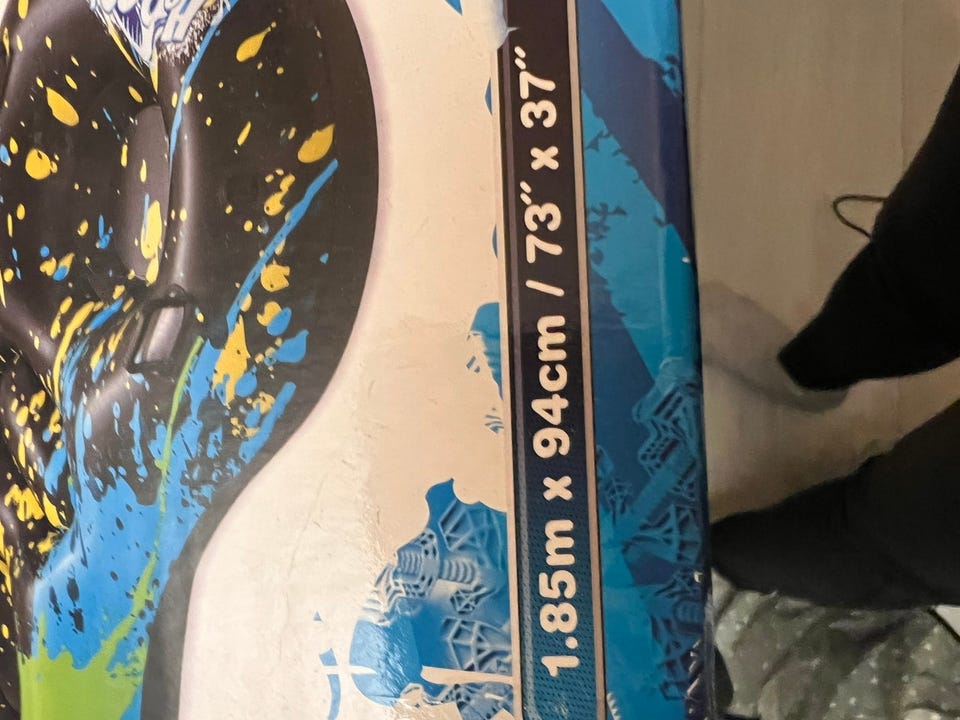 1.85m x 94cm / 73″ x 37″